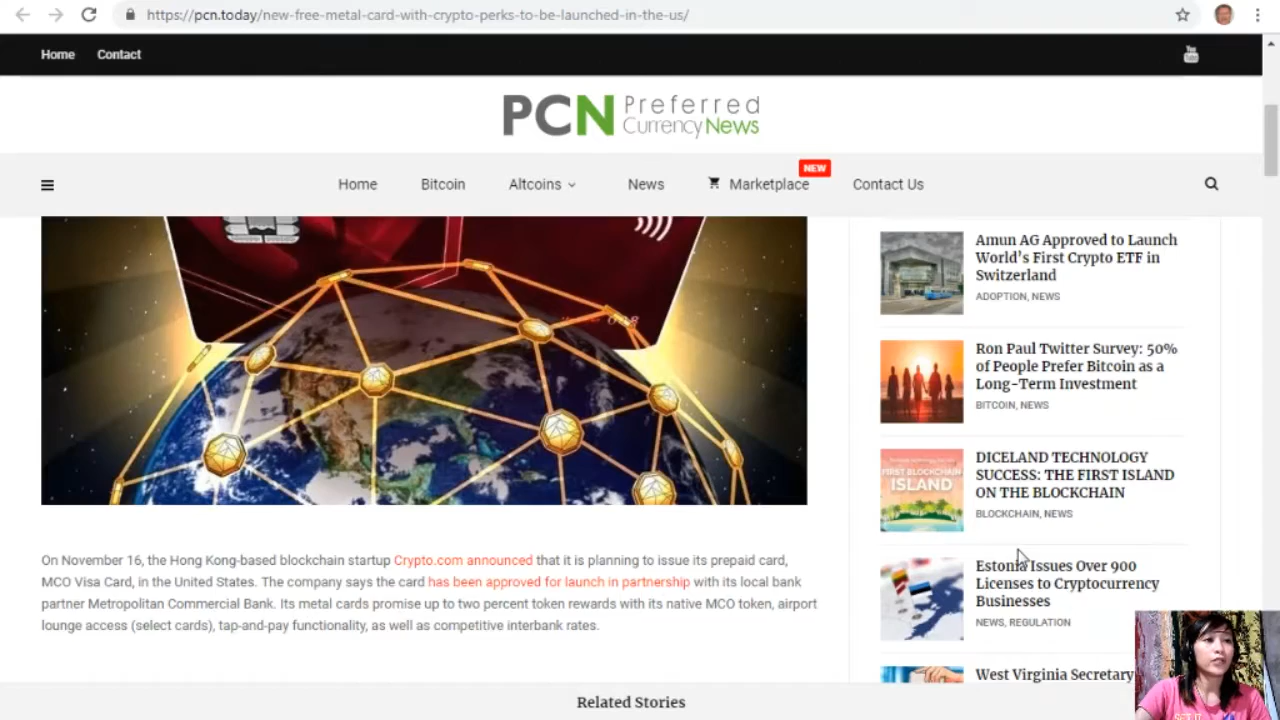 https://pcn.today/new-free-metal-card-with-crypto-perks-to-be-launched-in-the-us/
Home Contact
You Tube
PCN Preferred
CurrencyNews
NEW
Home Bitcoin Altcoins News Marketplace Contact Us
Amun AG Approved to Launch
World's First Crypto ETF in
Switzerland
ADOPTION, NEWS
Ron Paul Twitter Survey: 50%
of People Prefer Bitcoin as a
Long-Term Investment
BITCOIN, NEWS
FIRST BLOCKCHAIN
ISLAND
DICELAND TECHNOLOGY
SUCCESS: THE FIRST ISLAND
ON THE BLOCKCHAIN
BLOCKCHAIN, NEWS
Estonia Issues Over 900
Licenses to Cryptocurrency
Businesses
NEWS, REGULATION
West Virginia Secretary
On November 16, the Hong Kong-based blockchain startup Crypto.com announced that it is planning to issue its prepaid card,
MCO Visa Card, in the United States. The company says the card has been approved for launch in partnership with its local bank
partner Metropolitan Commercial Bank. Its metal cards promise up to two percent token rewards with its native MCO token, airport
lounge access (select cards), tap-and-pay functionality, as well as competitive interbank rates.
Related Stories